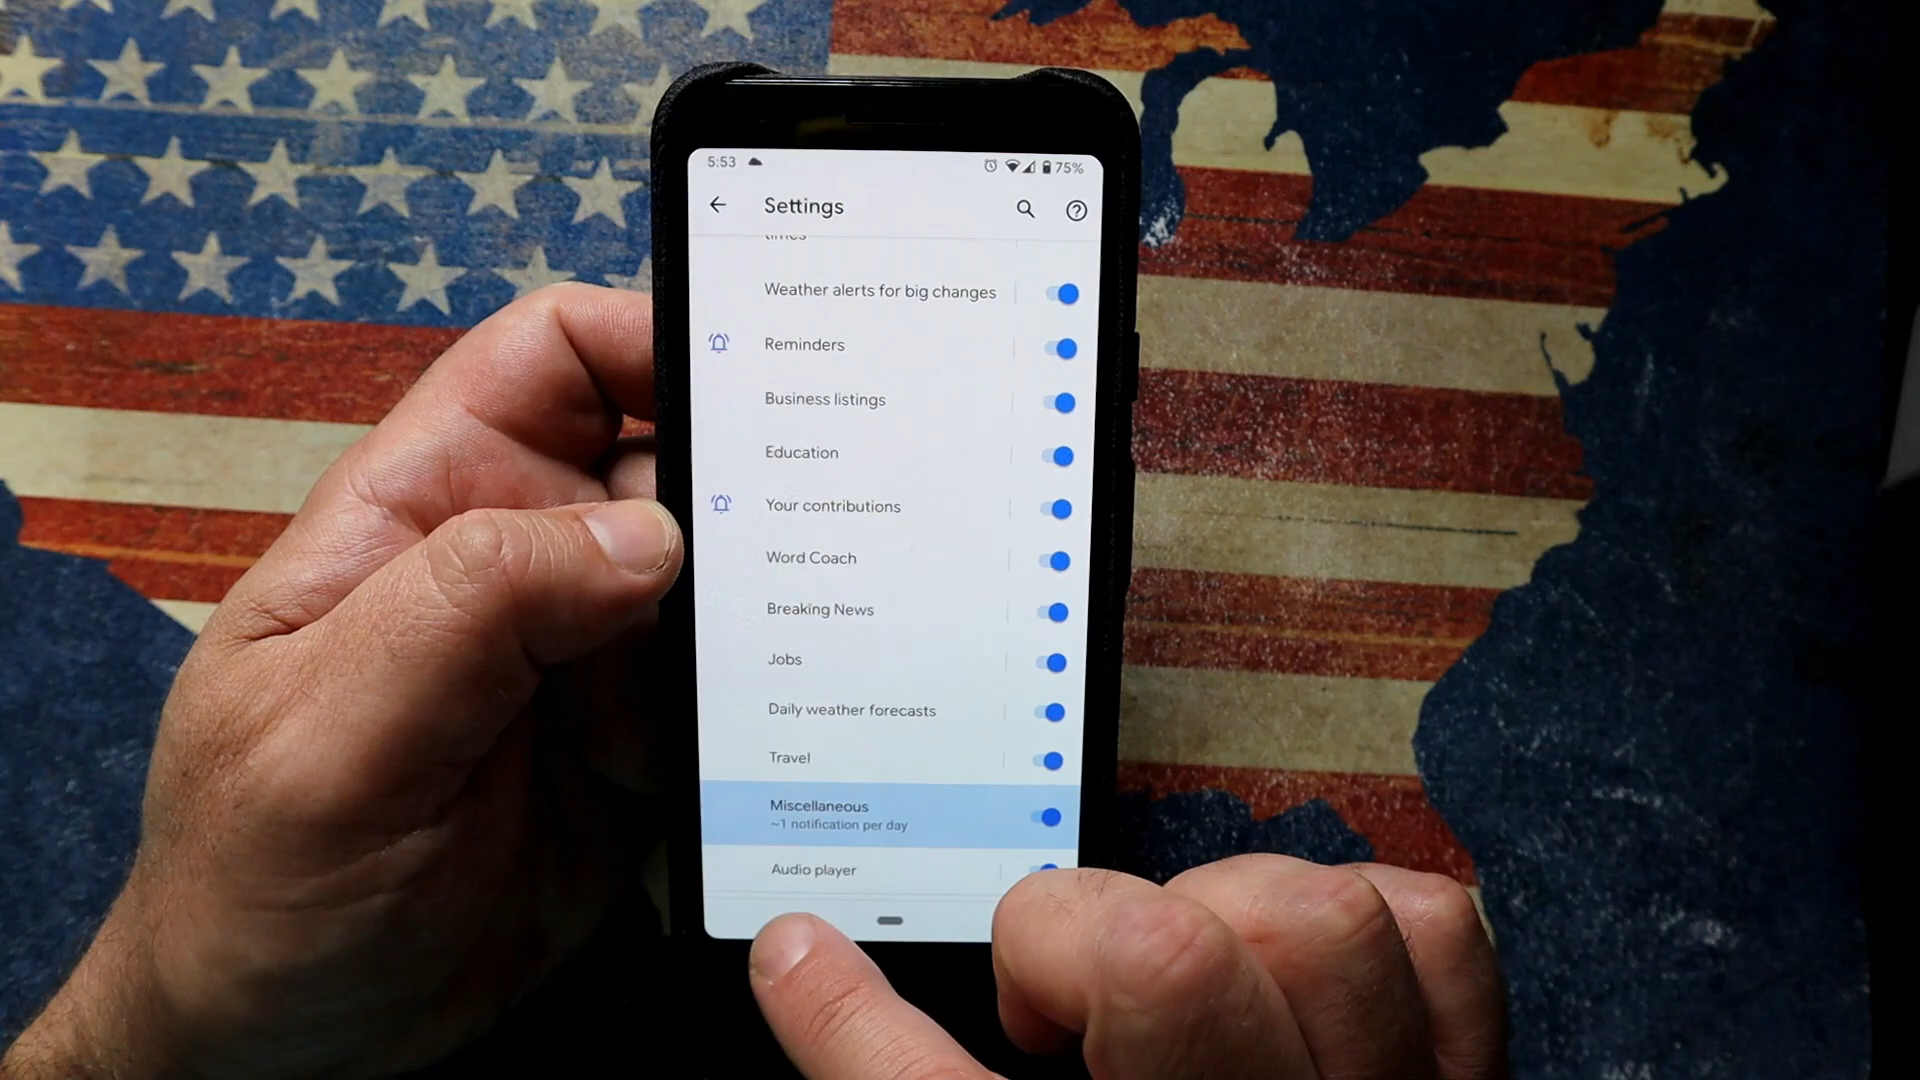 5:53
75%
Settings
times
Weather alerts for big changes
Reminders
Business listings
Education
Your contributions
Word Coach
Breaking News
Jobs
Daily weather forecasts
Travel
Miscellaneous
~1 notification per day
Audio player